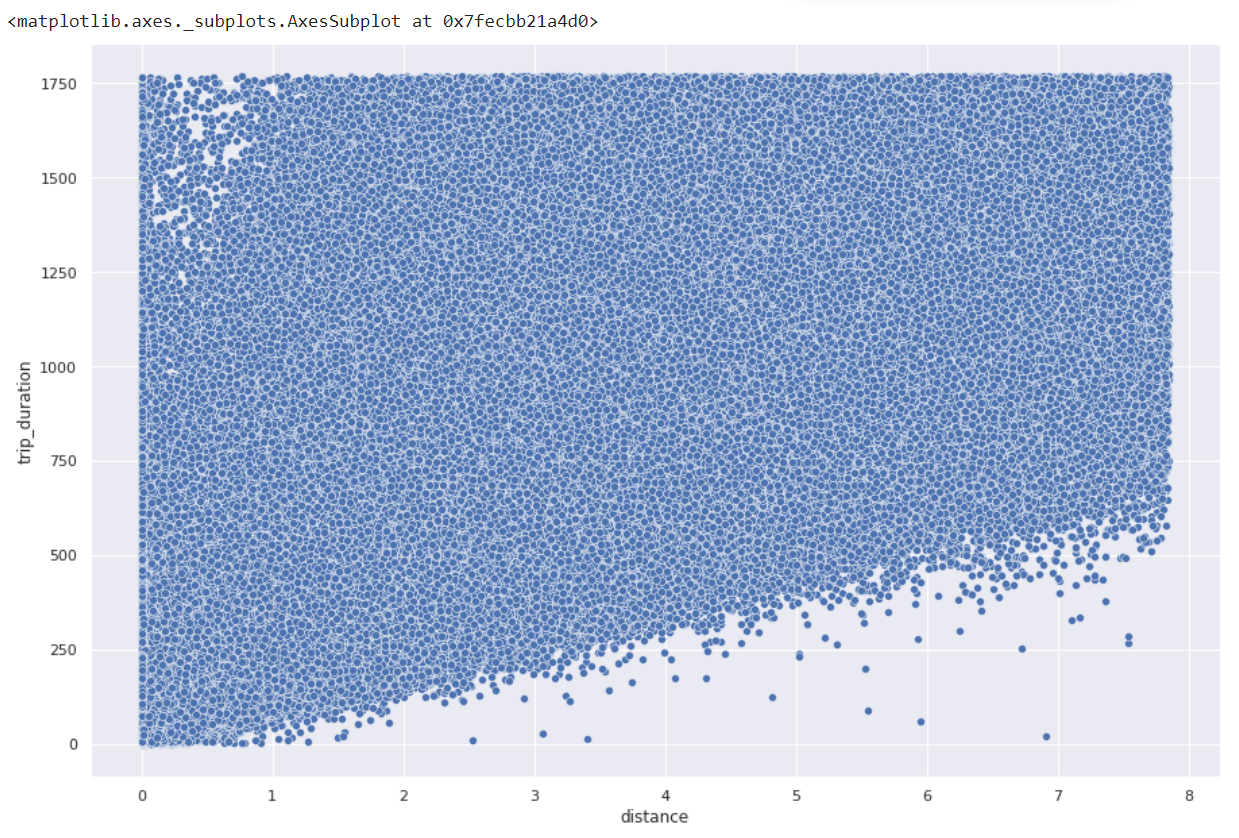 <matplotlib.axes._subplots.AxesSubplot at 0x7fecbb21a4d0>
1750
1500
1250
1000
750
500
250
0
trip_duration
0 1 2 3 4 5 6 7 8
distance